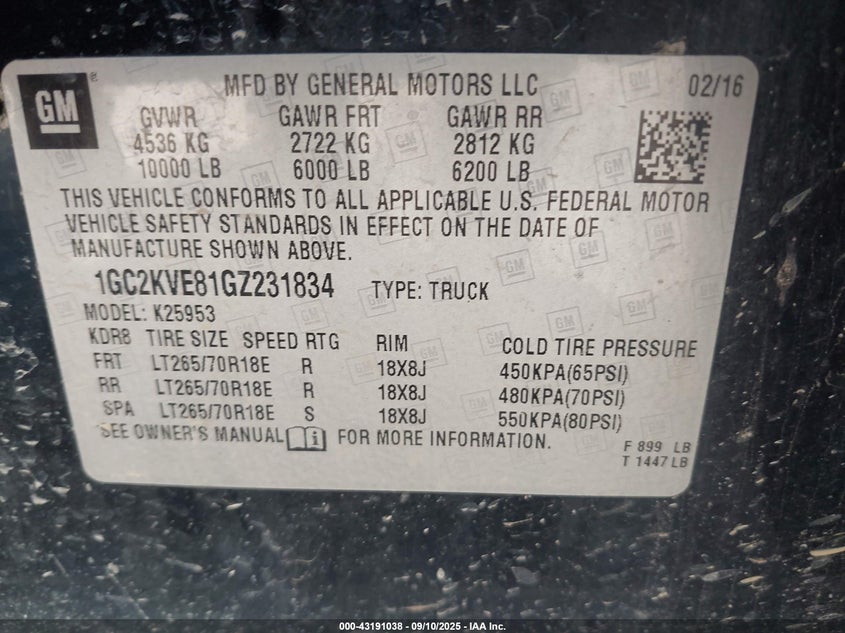 GM
MFD BY GENERAL MOTORS LLC 02/16
GVWR GAWR FRT GAWR RR
4536 KG 2722 KG 2812 KG
10000 LB 6000 LB 6200 LB
THIS VEHICLE CONFORMS TO ALL APPLICABLE U.S. FEDERAL MOTOR
VEHICLE SAFETY STANDARDS IN EFFECT ON THE DATE OF
MANUFACTURE SHOWN ABOVE.
1GC2KVE81GZ231834 TYPE: TRUCK
MODEL: K25953
KDR8 TIRE SIZE SPEED RTG RIM COLD TIRE PRESSURE
FRT LT265/70R18E R 18X8J 450KPA(65PSI)
RR LT265/70R18E R 18X8J 480KPA(70PSI)
SPA LT265/70R18E S 18X8J 550KPA(80PSI)
SEE OWNER'S MANUAL FOR MORE INFORMATION.
F 899 LB
T 1447 LB
000-43191038 - 09/10/2025 - IAA Inc.